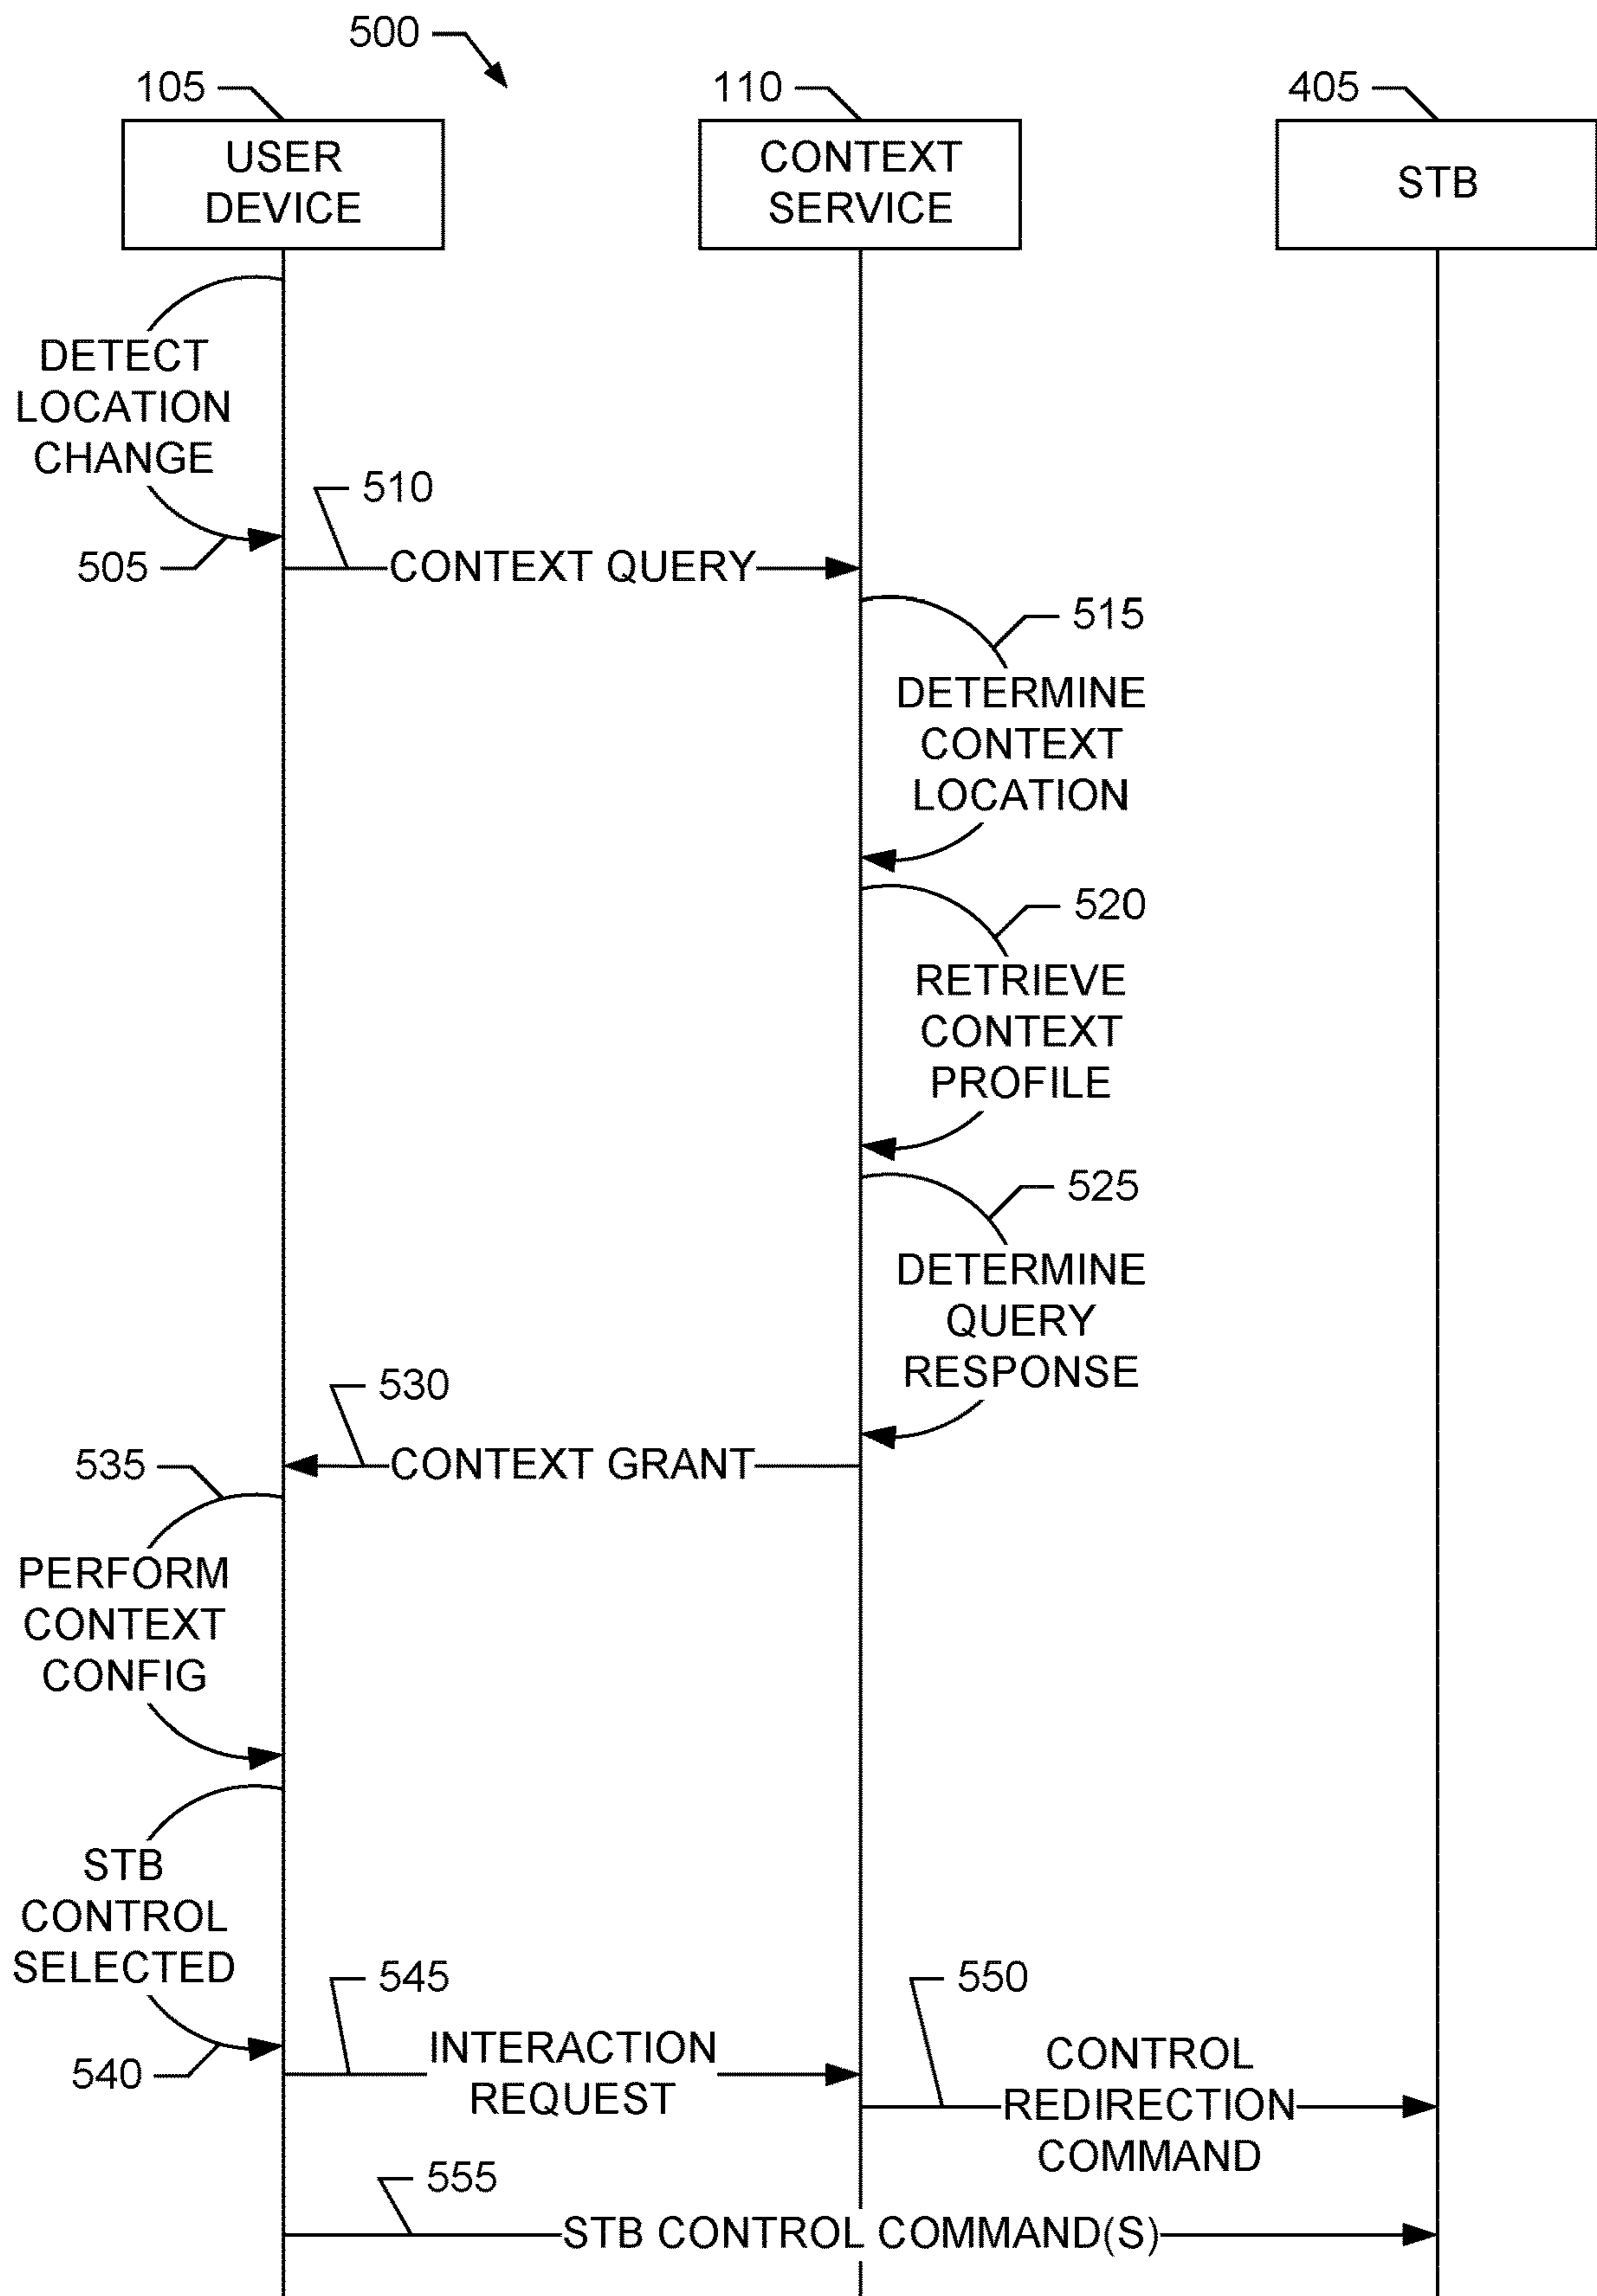 500
105
110
405
USER
DEVICE
CONTEXT
SERVICE
STB
DETECT
LOCATION
CHANGE
505
510
CONTEXT QUERY
515
DETERMINE
CONTEXT
LOCATION
520
RETRIEVE
CONTEXT
PROFILE
525
DETERMINE
QUERY
RESPONSE
530
CONTEXT GRANT
535
PERFORM
CONTEXT
CONFIG
STB
CONTROL
SELECTED
540
545
INTERACTION
REQUEST
550
CONTROL
REDIRECTION
COMMAND
555
STB CONTROL COMMAND(S)